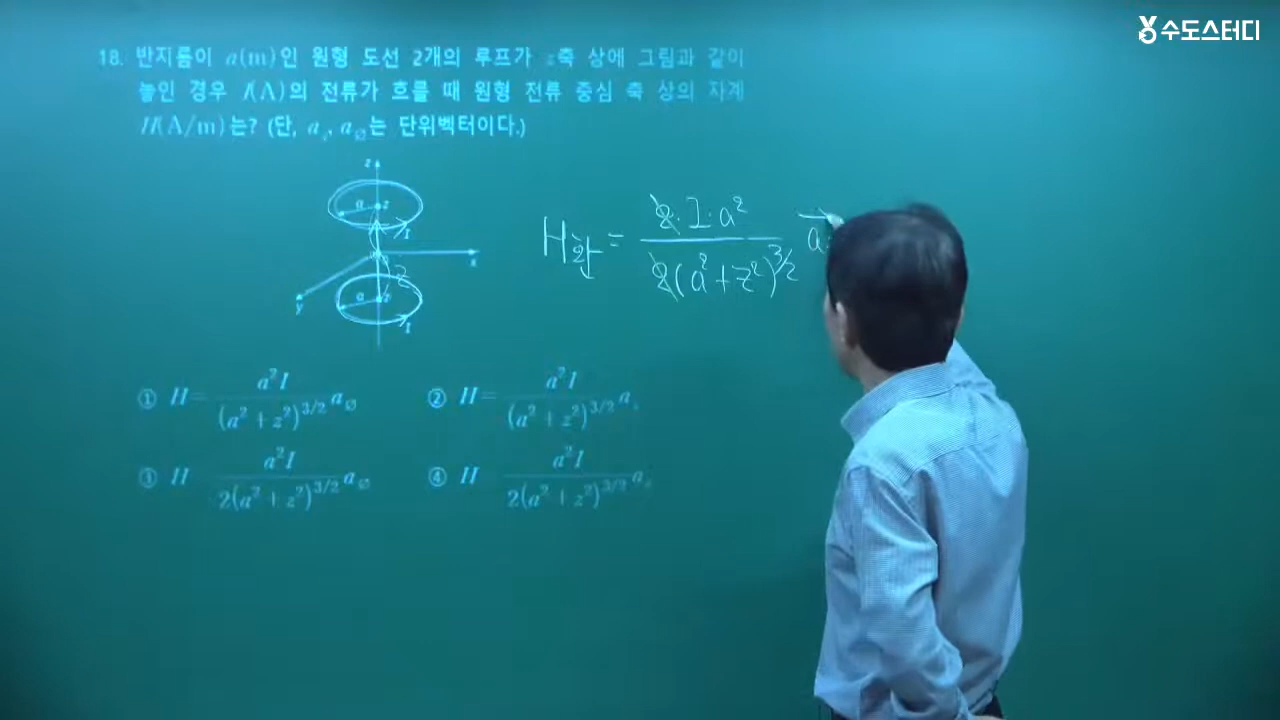 수도스터디
18. 반지름이 a(m)인 원형 도선 2개의 루프가 z축 상에 그림과 같이
놓인 경우 I(A)의 전류가 흐를 때 원형 전류 중심 축 상의 자계
H(A/m)는? (단, a_z, a_∅는 단위벡터이다.)
z
a z
I
x
z
y
a z
I
H = 2·I·a² / 2(a²+z²)^3/2 a
① H = a²I / (a²+z²)^3/2 a_∅
② H = a²I / (a²+z²)^3/2 a_z
③ H a²I / 2(a²+z²)^3/2 a_∅
④ H a²I / 2(a²+z²)^3/2 a_z